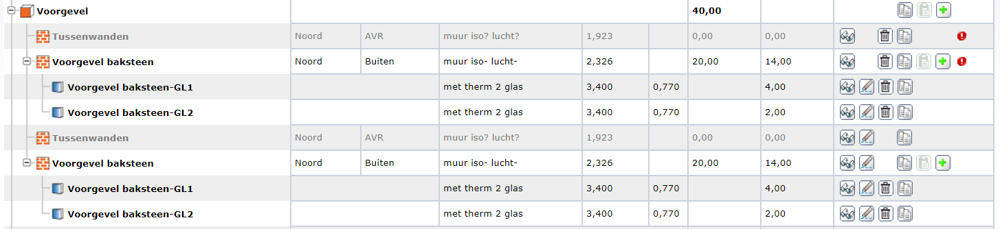 Voorgevel 40,00
Tussenwanden Noord AVR muur iso? lucht? 1,923 0,00 0,00
Voorgevel baksteen Noord Buiten muur iso- lucht- 2,326 20,00 14,00
Voorgevel baksteen-GL1 met therm 2 glas 3,400 0,770 4,00
Voorgevel baksteen-GL2 met therm 2 glas 3,400 0,770 2,00
Tussenwanden Noord AVR muur iso? lucht? 1,923 0,00 0,00
Voorgevel baksteen Noord Buiten muur iso- lucht- 2,326 20,00 14,00
Voorgevel baksteen-GL1 met therm 2 glas 3,400 0,770 4,00
Voorgevel baksteen-GL2 met therm 2 glas 3,400 0,770 2,00